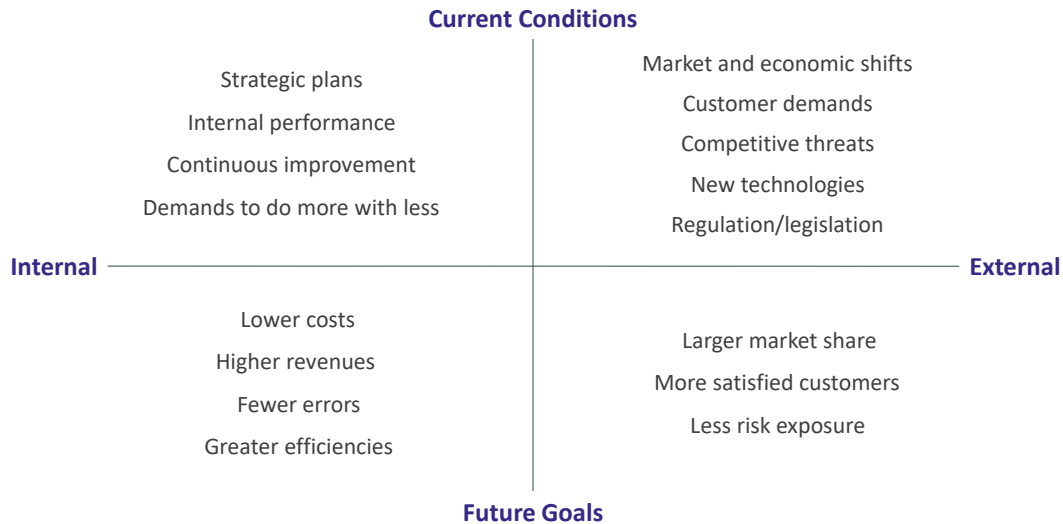 Current Conditions
Strategic plans
Internal performance
Continuous improvement
Demands to do more with less
Market and economic shifts
Customer demands
Competitive threats
New technologies
Regulation/legislation
Internal
External
Lower costs
Higher revenues
Fewer errors
Greater efficiencies
Larger market share
More satisfied customers
Less risk exposure
Future Goals